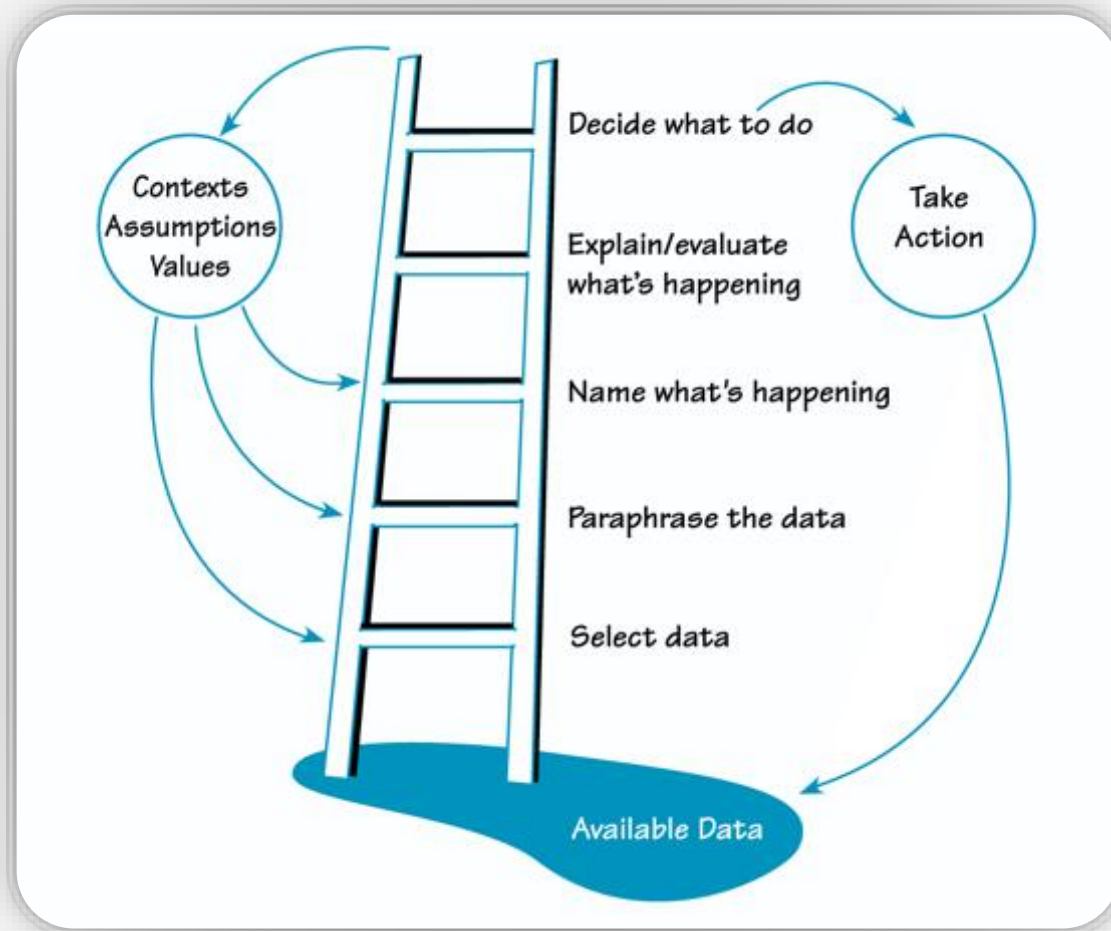 Decide what to do
Contexts
Assumptions
Values
Take
Action
Explain/evaluate
what's happening
Name what's happening
Paraphrase the data
Select data
Available Data